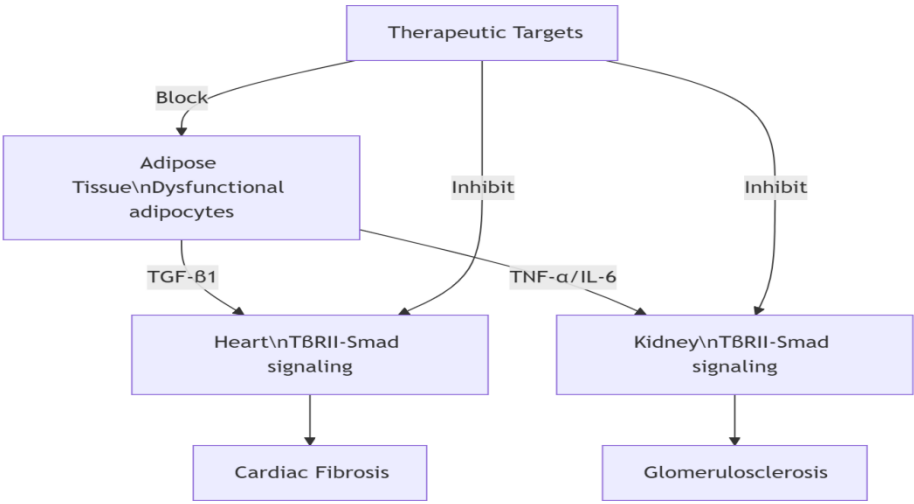 Therapeutic Targets
Block
Adipose
Tissue\nDysfunctional
adipocytes
Inhibit
Inhibit
TGF-β1
TNF-α/IL-6
Heart\nTβRII-Smad
signaling
Kidney\nTβRII-Smad
signaling
Cardiac Fibrosis
Glomerulosclerosis